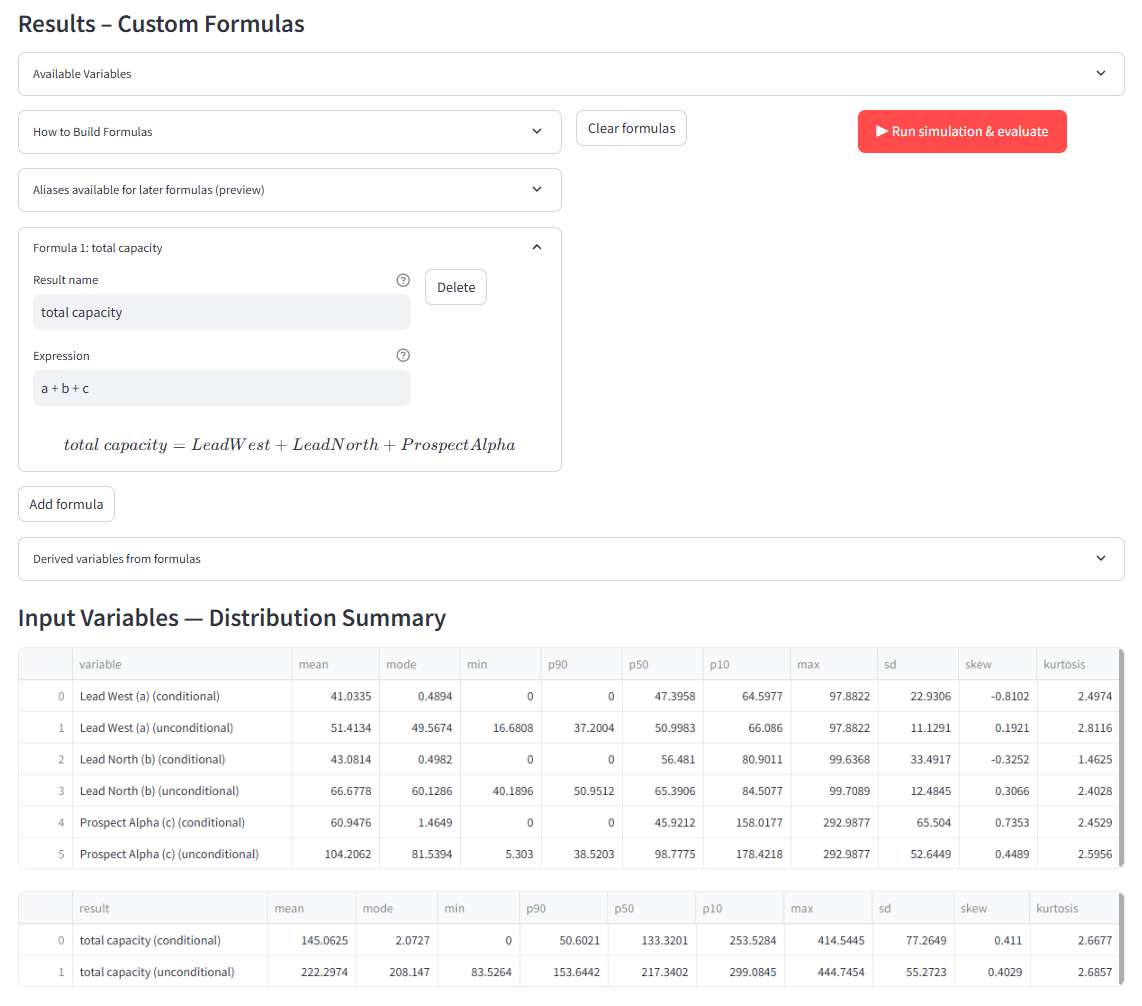 Results – Custom Formulas
Available Variables
How to Build Formulas
Clear formulas
▶ Run simulation & evaluate
Aliases available for later formulas (preview)
Formula 1: total capacity
Result name
Delete
total capacity
Expression
a + b + c
total capacity = LeadWest + LeadNorth + ProspectAlpha
Add formula
Derived variables from formulas
Input Variables — Distribution Summary
variable mean mode min p90 p50 p10 max sd skew kurtosis
0 Lead West (a) (conditional) 41.0335 0.4894 0 0 47.3958 64.5977 97.8822 22.9306 -0.8102 2.4974
1 Lead West (a) (unconditional) 51.4134 49.5674 16.6808 37.2004 50.9983 66.086 97.8822 11.1291 0.1921 2.8116
2 Lead North (b) (conditional) 43.0814 0.4982 0 0 56.481 80.9011 99.6368 33.4917 -0.3252 1.4625
3 Lead North (b) (unconditional) 66.6778 60.1286 40.1896 50.9512 65.3906 84.5077 99.7089 12.4845 0.3066 2.4028
4 Prospect Alpha (c) (conditional) 60.9476 1.4649 0 0 45.9212 158.0177 292.9877 65.504 0.7353 2.4529
5 Prospect Alpha (c) (unconditional) 104.2062 81.5394 5.303 38.5203 98.7775 178.4218 292.9877 52.6449 0.4489 2.5956
result mean mode min p90 p50 p10 max sd skew kurtosis
0 total capacity (conditional) 145.0625 2.0727 0 50.6021 133.3201 253.5284 414.5445 77.2649 0.411 2.6677
1 total capacity (unconditional) 222.2974 208.147 83.5264 153.6442 217.3402 299.0845 444.7454 55.2723 0.4029 2.6857